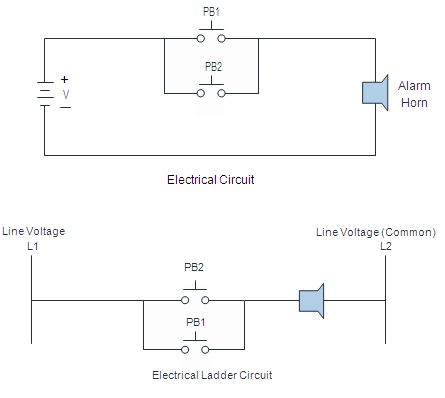 PB1
PB2
+
V
Alarm
Horn
Electrical Circuit
Line Voltage
L1
Line Voltage (Common)
L2
PB2
PB1
Electrical Ladder Circuit